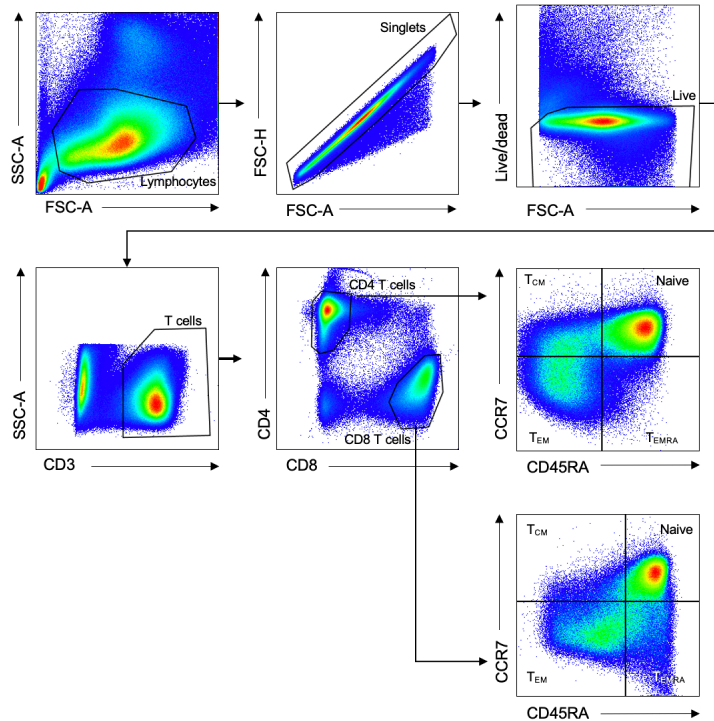 SSC-A
Lymphocytes
FSC-A
FSC-H
Singlets
FSC-A
Live/dead
Live
FSC-A
SSC-A
T cells
CD3
CD4
CD4 T cells
CD8 T cells
CD8
CCR7
TCM
Naive
TEM
TEMRA
CD45RA
CCR7
TCM
Naive
TEM
TEMRA
CD45RA